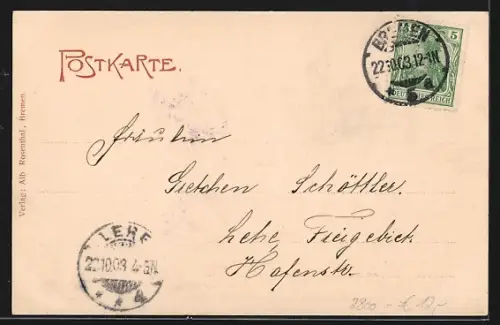 POSTKARTE.
BREMEN
22.10.03.12-1N.
5
DEUTSCHES REICH
Verlag: Alb. Rosenthal, Bremen.
Fräulein
Gretchen Schöttler.
Lehe Freigebiet
Hafenstr.
LEHE
22.10.03 4-5N.